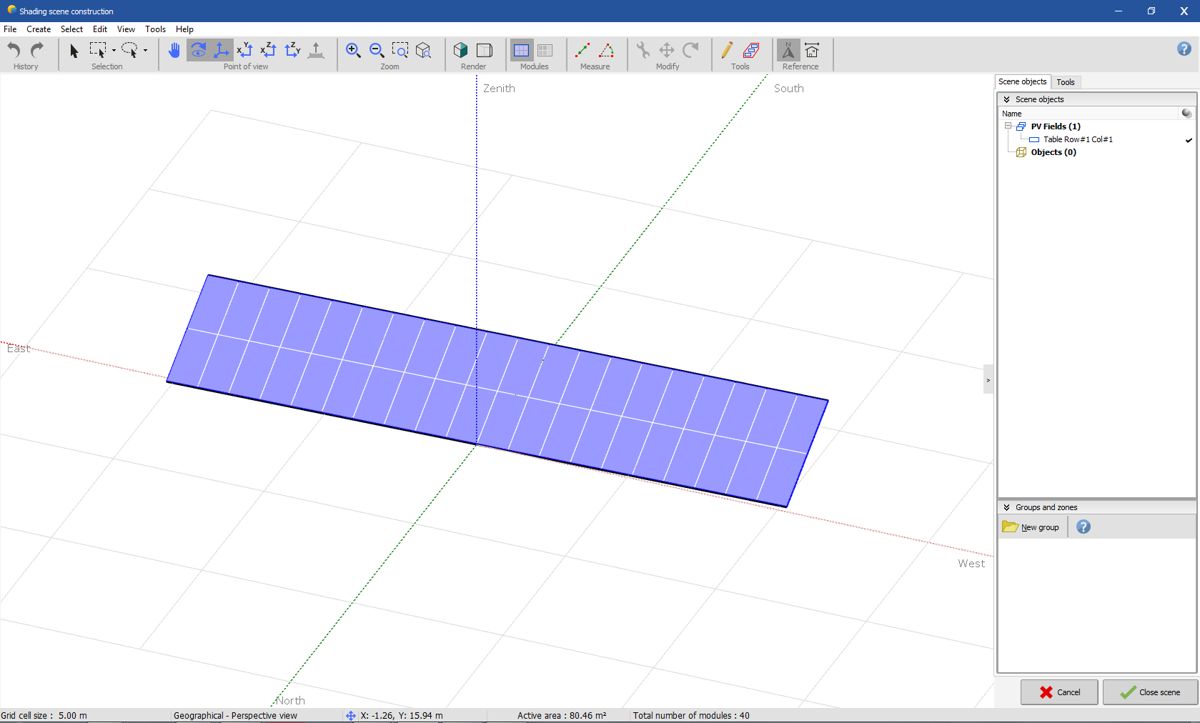 Shading scene construction
File Create Select Edit View Tools Help
History Selection Point of view Zoom Render Modules Measure Modify Tools Reference
Zenith
South
East
West
North
Scene objects Tools
Scene objects
Name
PV Fields (1)
Table Row#1 Col#1
Objects (0)
Groups and zones
New group
Cancel Close scene
Grid cell size : 5.00 m Geographical - Perspective view X: -1.26, Y: 15.94 m Active area : 80.46 m² Total number of modules : 40